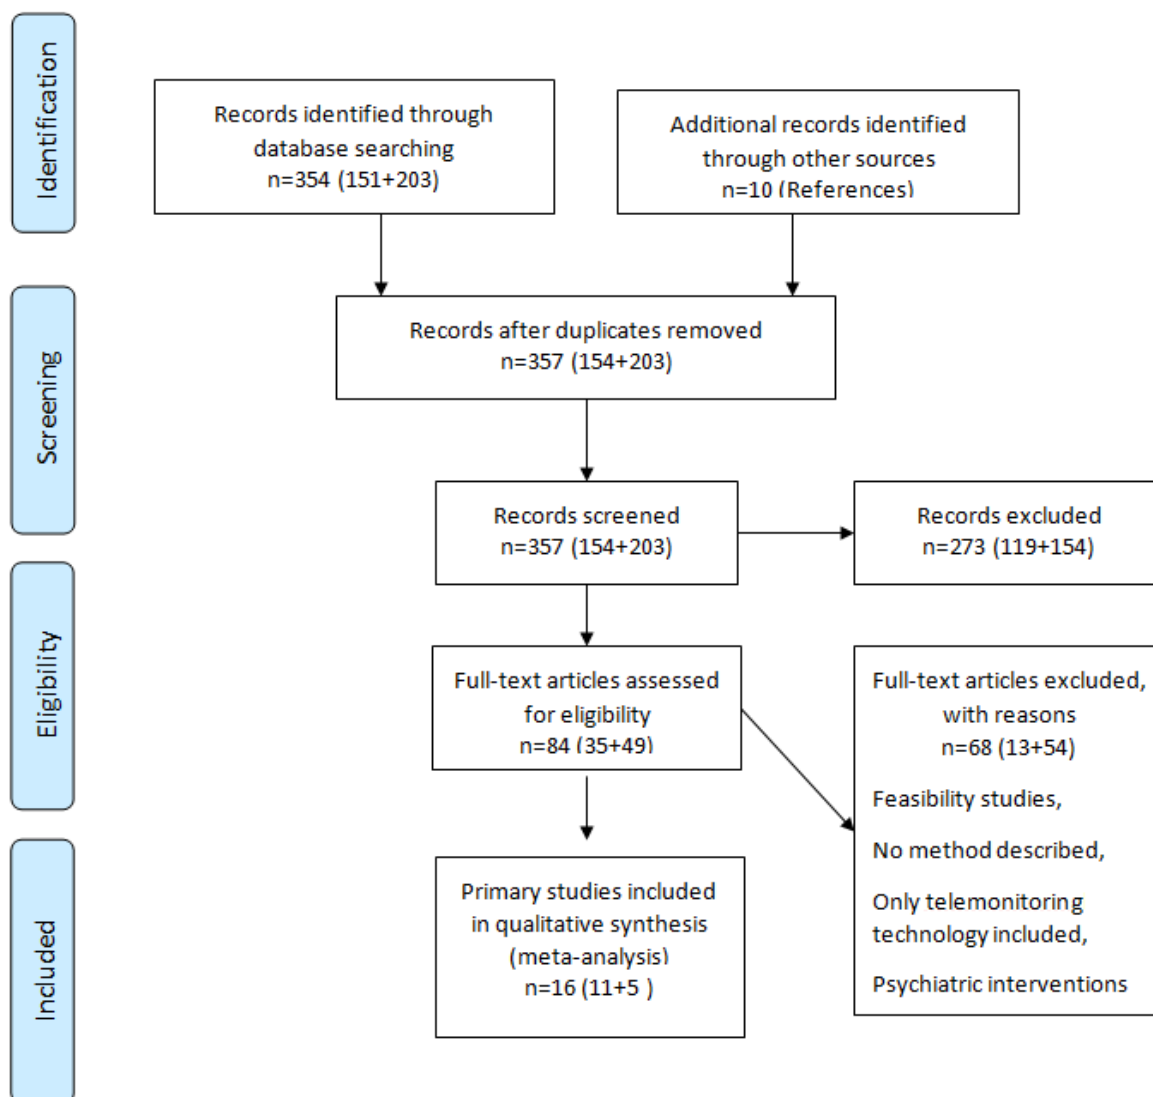 Identification
Records identified through
database searching
n=354 (151+203)
Additional records identified
through other sources
n=10 (References)
Screening
Records after duplicates removed
n=357 (154+203)
Records screened
n=357 (154+203)
Records excluded
n=273 (119+154)
Eligibility
Full-text articles assessed
for eligibility
n=84 (35+49)
Full-text articles excluded,
with reasons
n=68 (13+54)
Feasibility studies,
No method described,
Only telemonitoring
technology included,
Psychiatric interventions
Included
Primary studies included
in qualitative synthesis
(meta-analysis)
n=16 (11+5 )